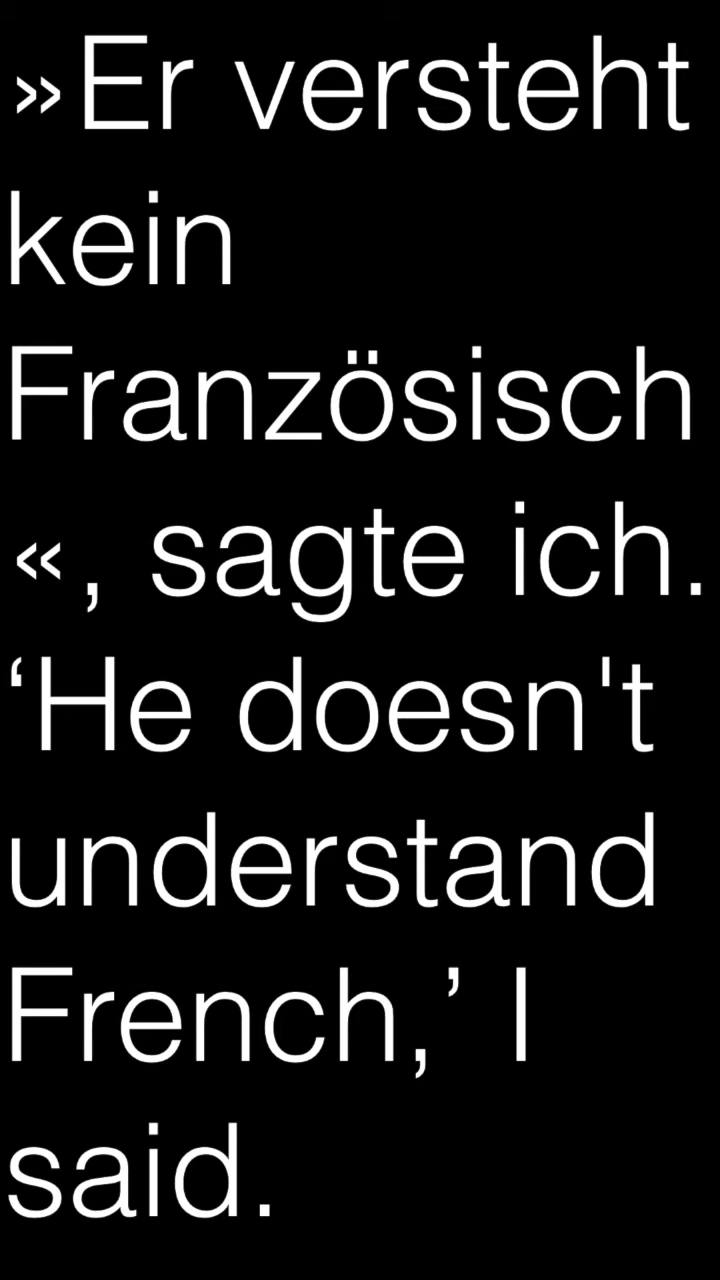 »Er versteht
kein
Französisch
«, sagte ich.
‘He doesn't
understand
French,’ I
said.